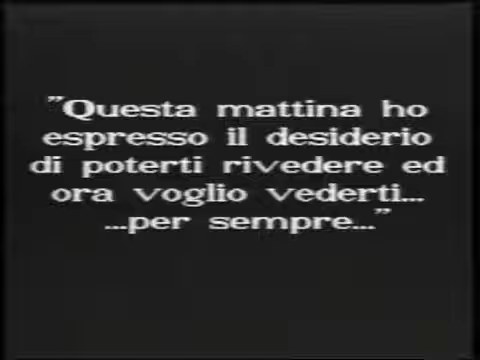 "Questa mattina ho
espresso il desiderio
di poterti rivedere ed
ora voglio vederti...
...per sempre..."